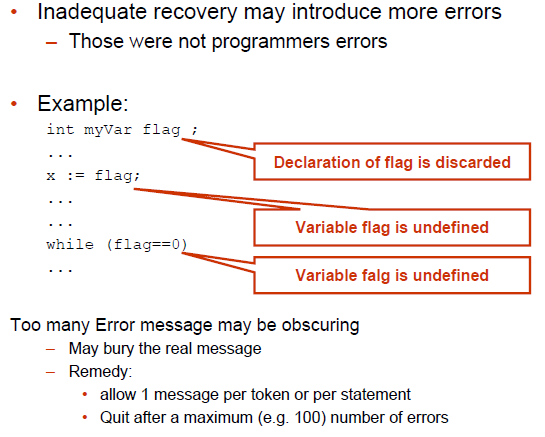 • Inadequate recovery may introduce more errors
– Those were not programmers errors
• Example:
int myVar flag ;
...
Declaration of flag is discarded
x := flag;
...
...
Variable flag is undefined
while (flag==0)
...
Variable falg is undefined
Too many Error message may be obscuring
– May bury the real message
– Remedy:
• allow 1 message per token or per statement
• Quit after a maximum (e.g. 100) number of errors